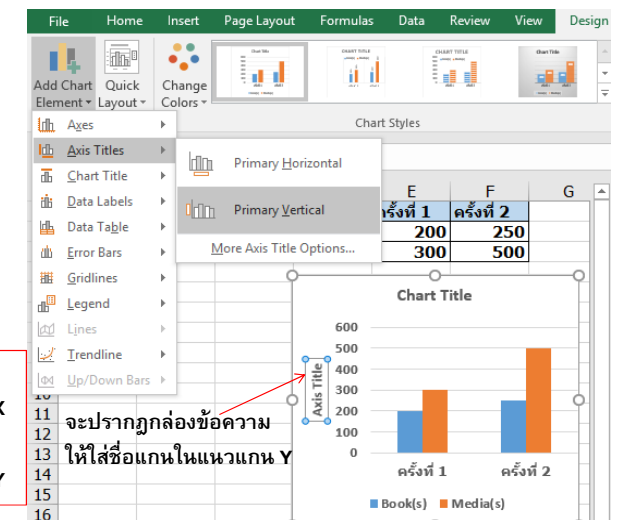 File Home Insert Page Layout Formulas Data Review View Design
Add Chart Element
Quick Layout
Change Colors
Chart Styles
Axes
Axis Titles
Chart Title
Data Labels
Data Table
Error Bars
Gridlines
Legend
Lines
Trendline
Up/Down Bars
Primary Horizontal
Primary Vertical
More Axis Title Options...
E F G
ครั้งที่ 1 ครั้งที่ 2
200 250
300 500
Chart Title
600
500
400
300
200
100
0
Axis Title
ครั้งที่ 1 ครั้งที่ 2
Book(s) Media(s)
X
Y
11
12
13
14
15
16
จะปรากฏกล่องข้อความ
ให้ใส่ชื่อแกนในแนวแกน Y